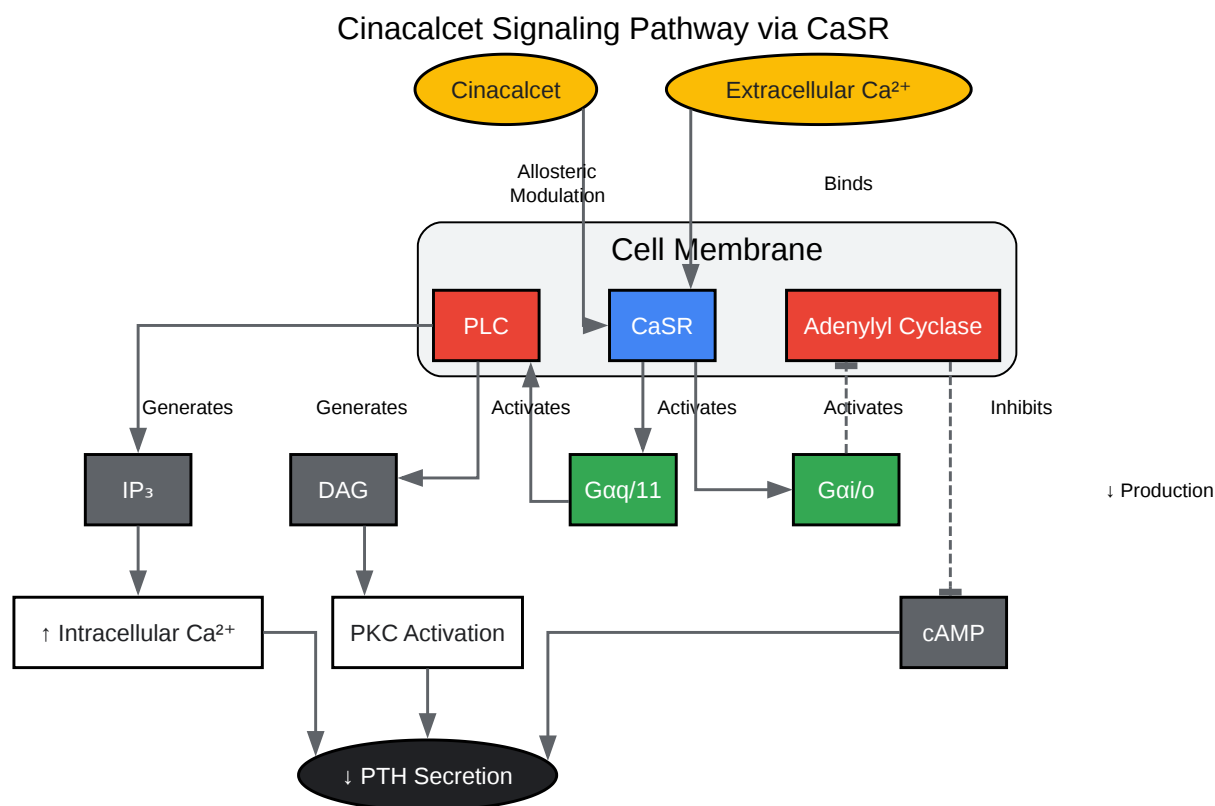 Cinacalcet Signaling Pathway via CaSR
Cinacalcet
Extracellular Ca²⁺
Allosteric
Modulation
Binds
Cell Membrane
PLC
CaSR
Adenylyl Cyclase
Generates
Generates
Activates
Activates
Activates
Inhibits
IP₃
DAG
Gαq/11
Gαi/o
↓ Production
↑ Intracellular Ca²⁺
PKC Activation
cAMP
↓ PTH Secretion